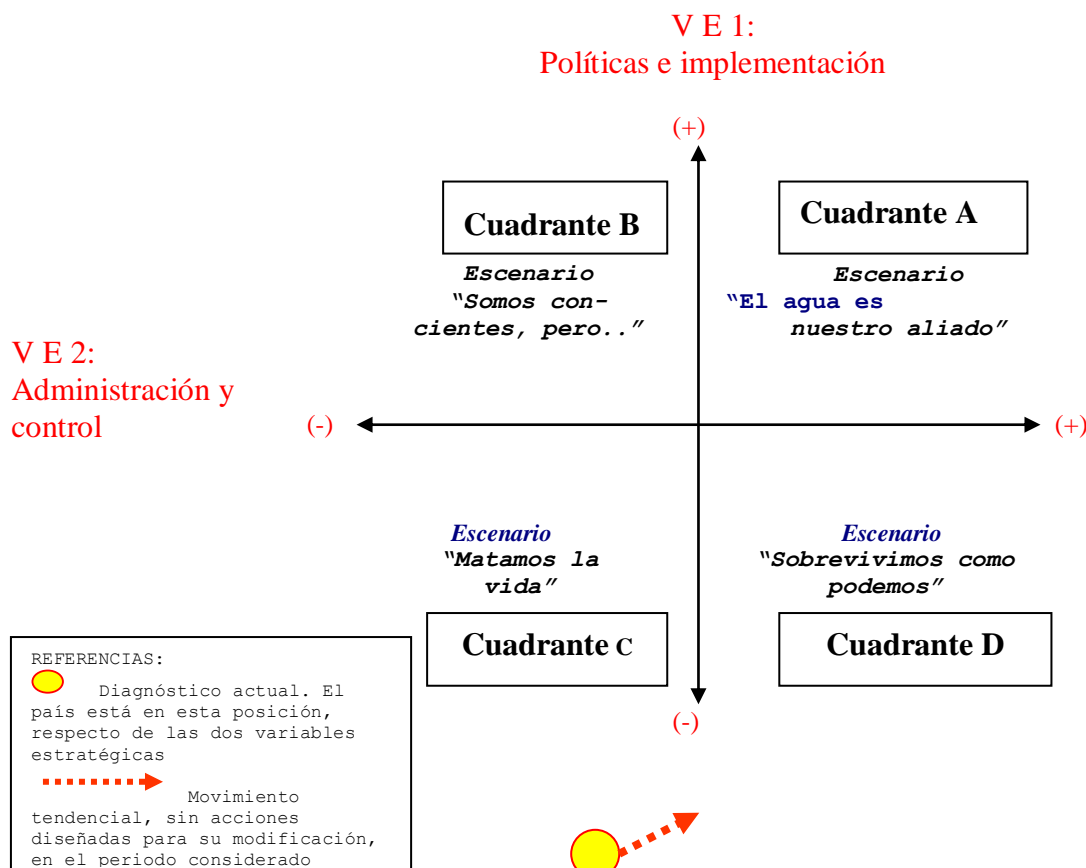 V E 1:
Políticas e implementación
(+)
Cuadrante B
Cuadrante A
Escenario
“Somos con-
cientes, pero..”
Escenario
“El agua es
nuestro aliado”
V E 2:
Administración y
control
(-)
(+)
Escenario
“Matamos la
vida”
Escenario
“Sobrevivimos como
podemos”
Cuadrante C
Cuadrante D
(-)
REFERENCIAS:
Diagnóstico actual. El
país está en esta posición,
respecto de las dos variables
estratégicas
Movimiento
tendencial, sin acciones
diseñadas para su modificación,
en el periodo considerado